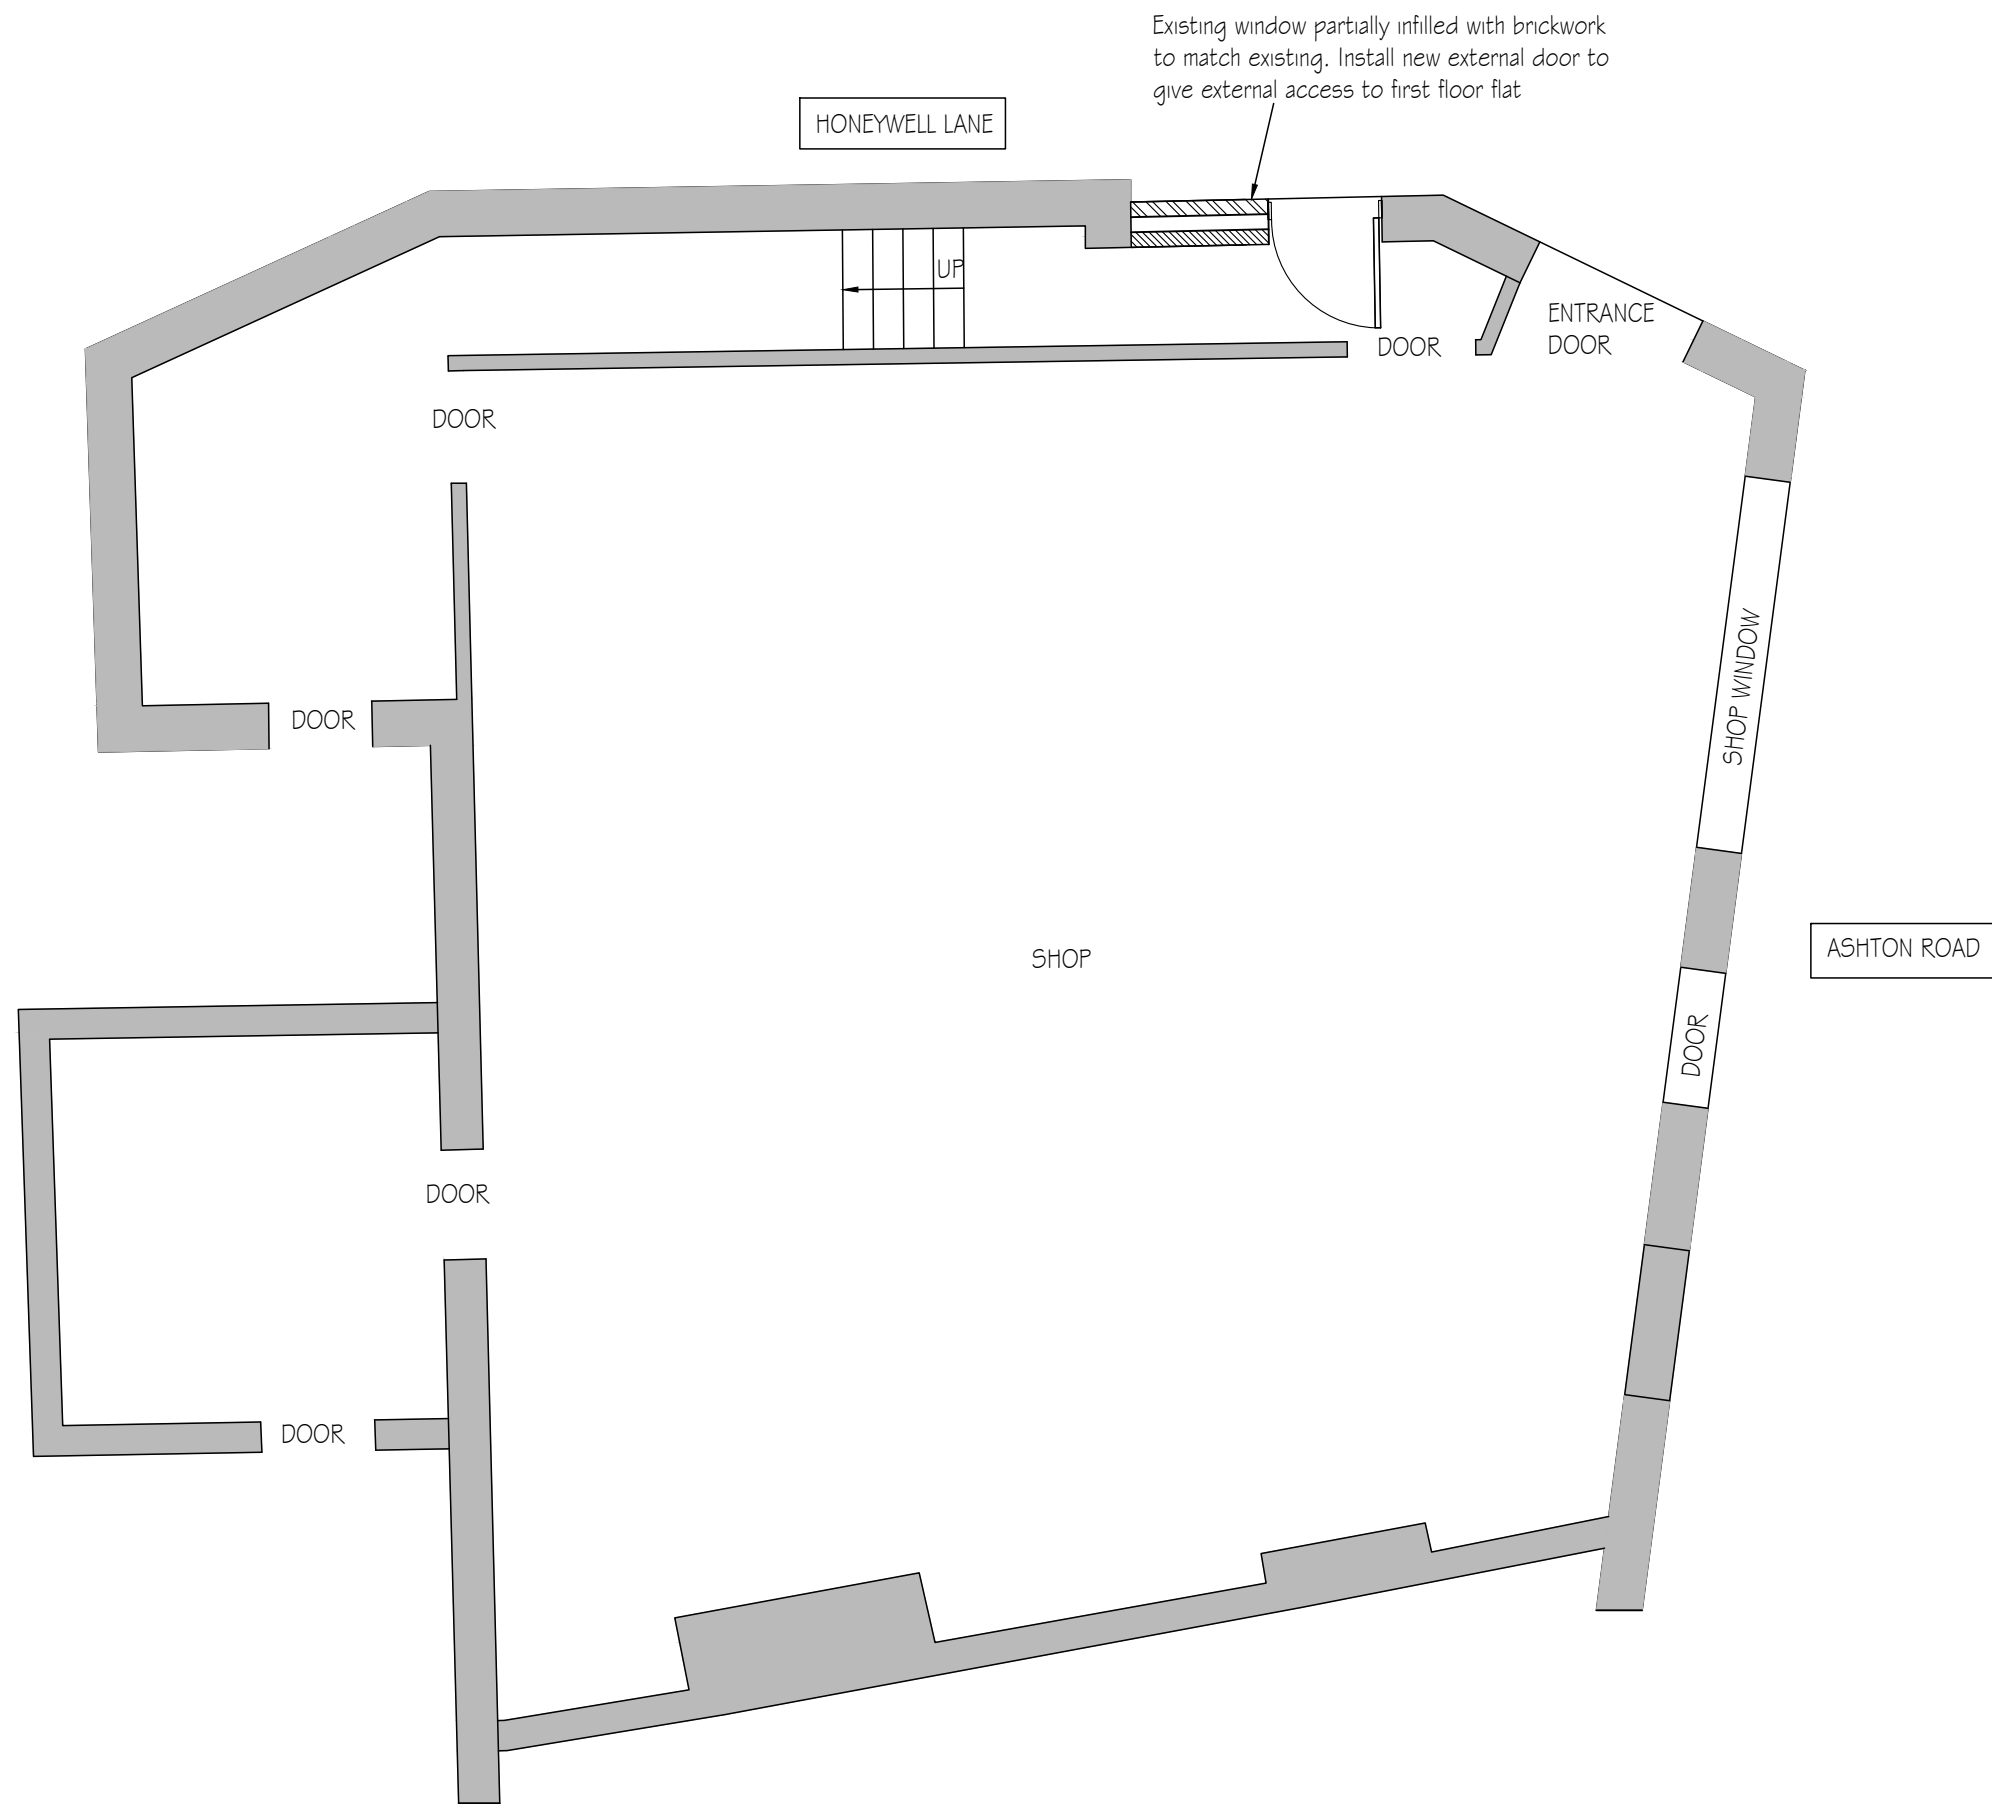 Existing window partially infilled with brickwork
to match existing. Install new external door to
give external access to first floor flat
HONEYWELL LANE
UP
ENTRANCE
DOOR
DOOR
DOOR
SHOP WINDOW
DOOR
ASHTON ROAD
SHOP
DOOR
DOOR
DOOR